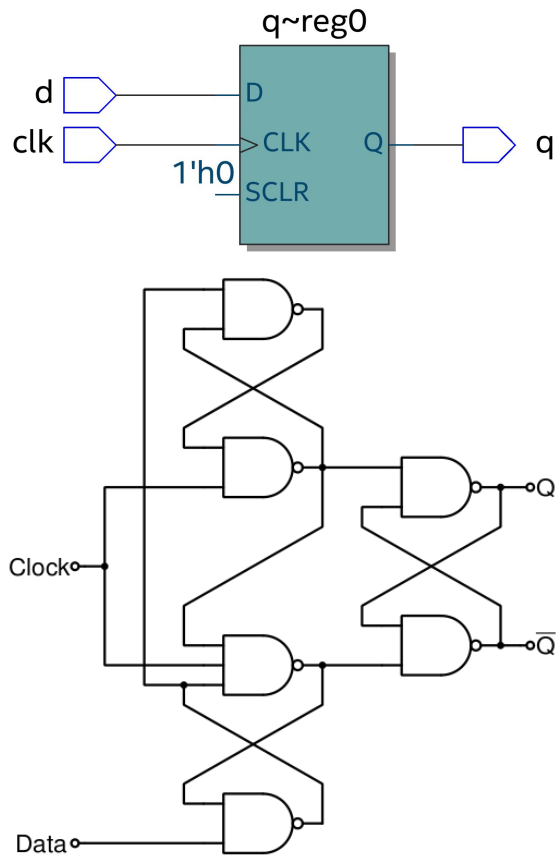 q~reg0
d
D
clk
CLK
Q
q
1'h0
SCLR
Q
Clock
Q̅
Data